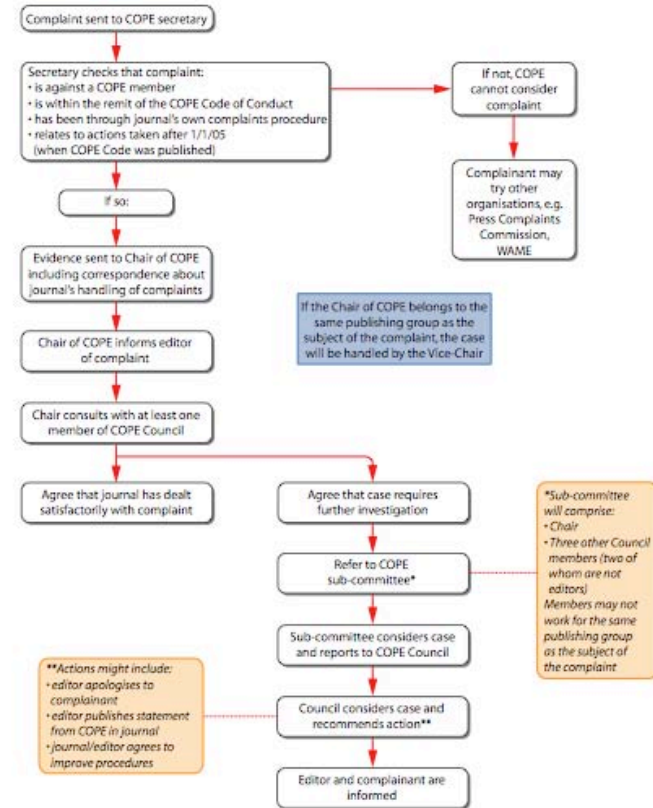 Complaint sent to COPE secretary
Secretary checks that complaint:
• is against a COPE member
• is within the remit of the COPE Code of Conduct
• has been through journal's own complaints procedure
• relates to actions taken after 1/1/05
(when COPE Code was published)
If not, COPE
cannot consider
complaint
Complainant may
try other
organisations, e.g.
Press Complaints
Commission,
WAME
If so:
Evidence sent to Chair of COPE
including correspondence about
journal's handling of complaints
If the Chair of COPE belongs to the
same publishing group as the
subject of the complaint, the case
will be handled by the Vice-Chair
Chair of COPE informs editor
of complaint
Chair consults with at least one
member of COPE Council
Agree that journal has dealt
satisfactorily with complaint
Agree that case requires
further investigation
*Sub-committee
will comprise:
• Chair
• Three other Council
members (two of
whom are not
editors)
Members may not
work for the same
publishing group
as the subject of
the complaint
Refer to COPE
sub-committee*
Sub-committee considers case
and reports to COPE Council
**Actions might include:
• editor apologises to
complainant
• editor publishes statement
from COPE in journal
• journal/editor agrees to
improve procedures
Council considers case and
recommends action**
Editor and complainant are
informed